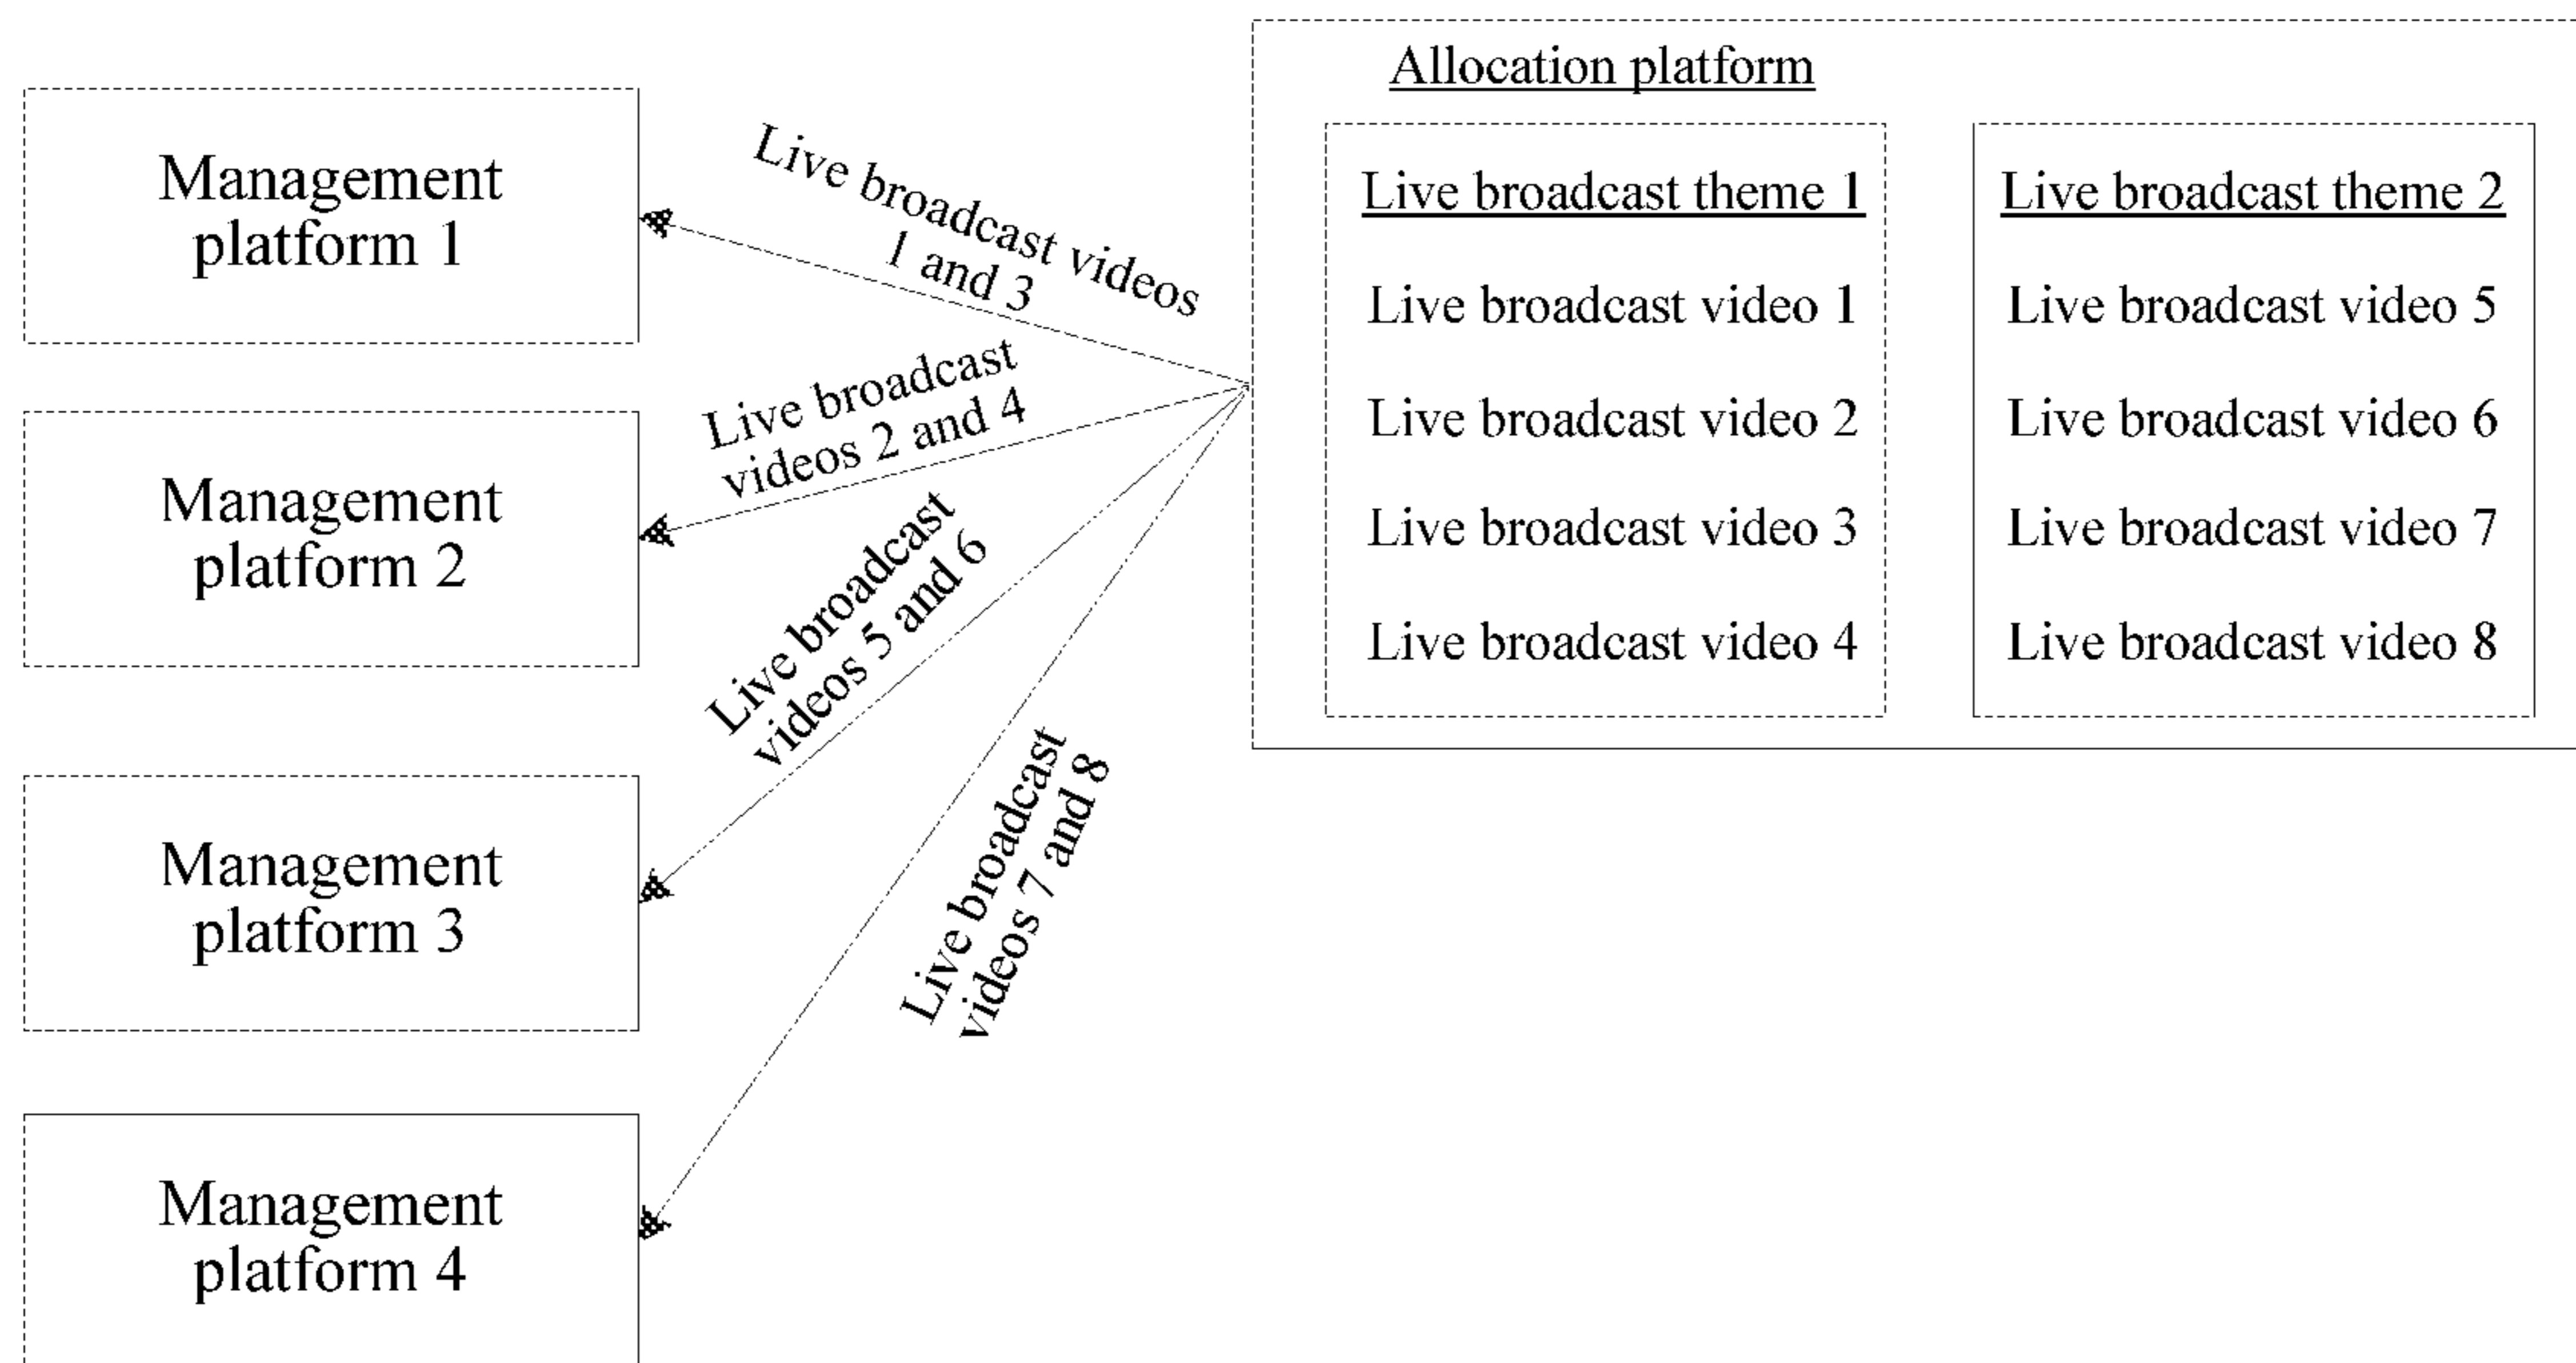 Management
platform 1
Management
platform 2
Management
platform 3
Management
platform 4
Live broadcast videos
1 and 3
Live broadcast
videos 2 and 4
Live broadcast
videos 5 and 6
Live broadcast
videos 7 and 8
Allocation platform
Live broadcast theme 1
Live broadcast video 1
Live broadcast video 2
Live broadcast video 3
Live broadcast video 4
Live broadcast theme 2
Live broadcast video 5
Live broadcast video 6
Live broadcast video 7
Live broadcast video 8